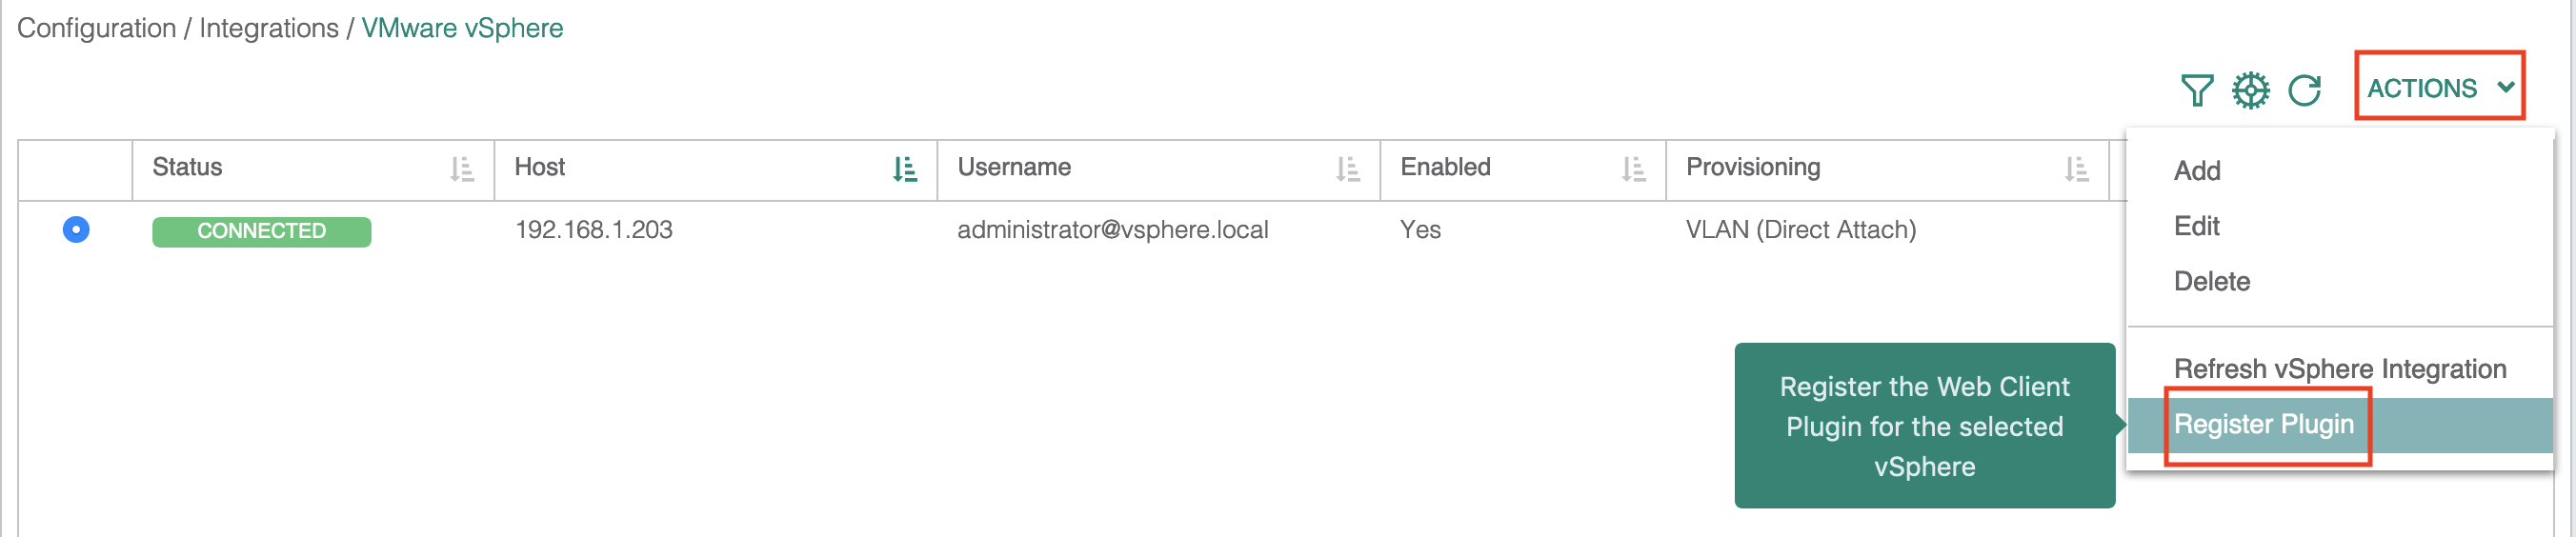 Configuration / Integrations / VMware vSphere
ACTIONS
Status Host Username Enabled Provisioning
CONNECTED 192.168.1.203 administrator@vsphere.local Yes VLAN (Direct Attach)
Add
Edit
Delete
Refresh vSphere Integration
Register Plugin
Register the Web Client
Plugin for the selected
vSphere